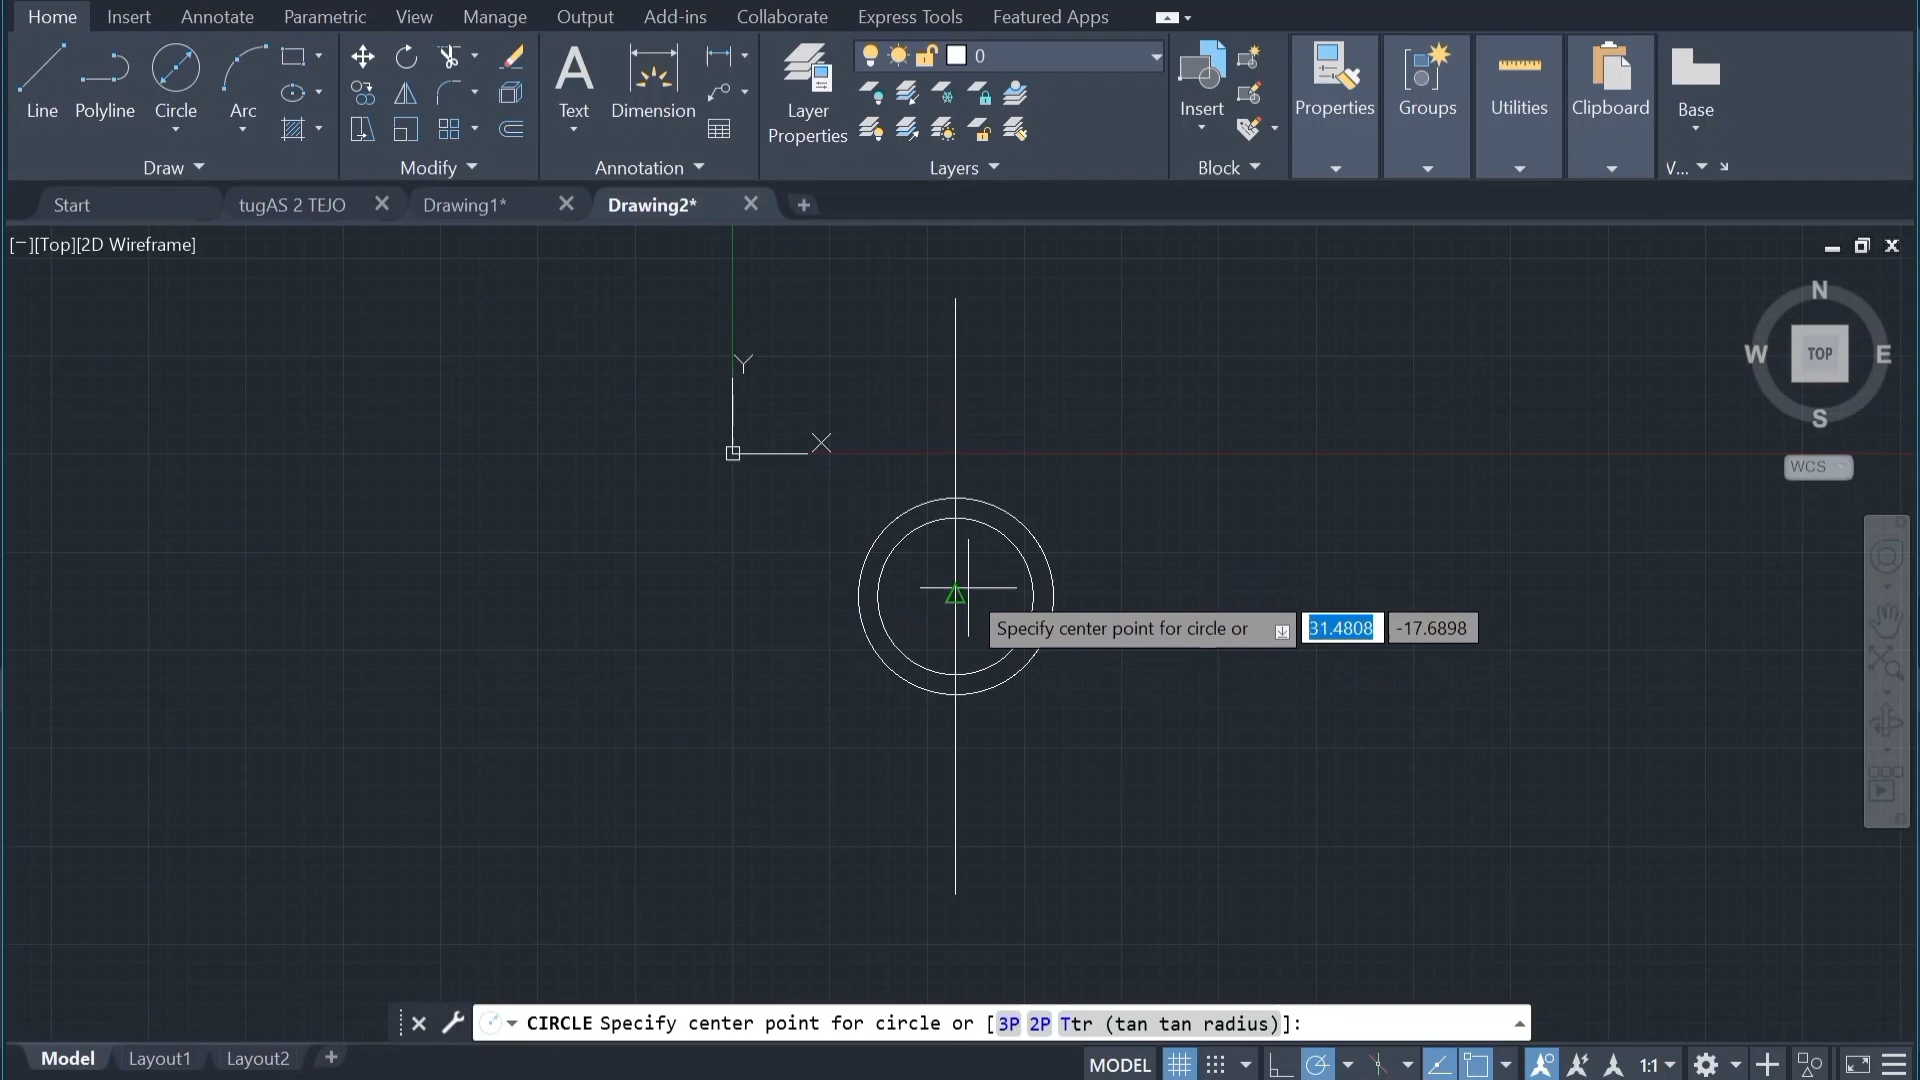 Home Insert Annotate Parametric View Manage Output Add-ins Collaborate Express Tools Featured Apps
0
Line Polyline Circle Arc Text Dimension Layer Properties Insert Properties Groups Utilities Clipboard Base
Draw Modify Annotation Layers Block V...
Start tugAS 2 TEJO Drawing1* Drawing2*
[−][Top][2D Wireframe]
N
W TOP E
S
WCS
Y
X
Specify center point for circle or 31.4808 -17.6898
CIRCLE Specify center point for circle or [3P 2P Ttr (tan tan radius)]:
Model Layout1 Layout2 MODEL 1:1